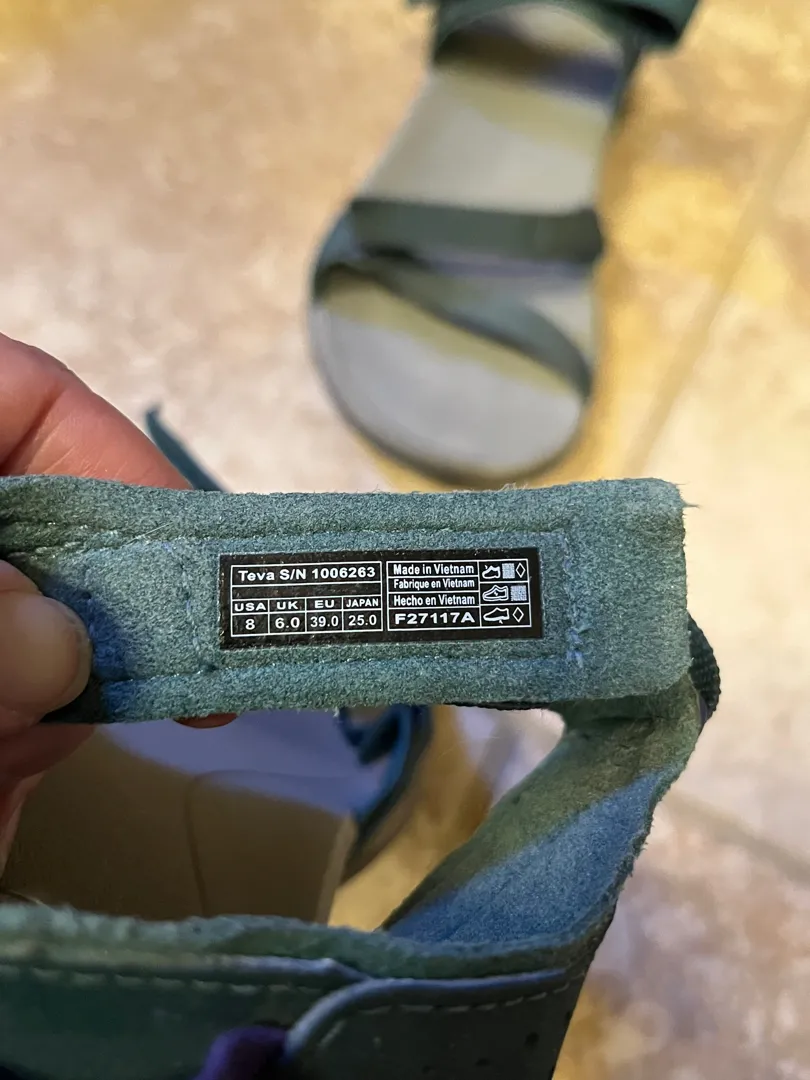 Teva S/N 1006263
USA UK EU JAPAN
8 6.0 39.0 25.0
Made in Vietnam
Fabrique en Vietnam
Hecho en Vietnam
F27117A